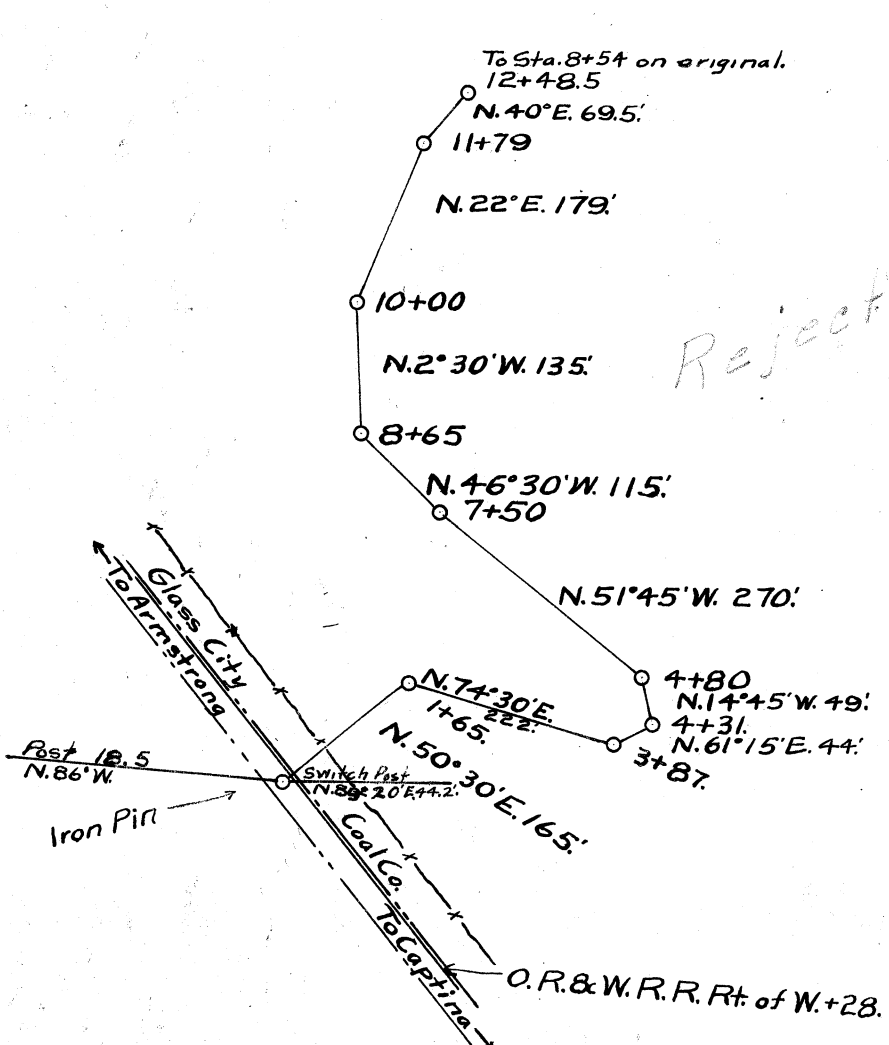 To Sta. 8+54 on original.
12+48.5
N. 40° E. 69.5.'
11+79
N. 22° E. 179.'
10+00
Reject
N. 2° 30' W. 135.'
8+65
N. 46° 30' W. 115.'
7+50
N. 51° 45' W. 270.'
To Armstrong
Glass City
4+80
N. 14° 45' W. 49.'
4+31.
N. 61° 15' E. 44.'
3+87.
N. 74° 30' E.
222.'
1+65.
N. 50° 30' E. 165.'
Post 18.5
N. 86° W.
Switch Post
20' E. 44.2.'
Iron Pin
Coal Co.
To Captina
O. R. & W. R. R. Rt. of W. +28.